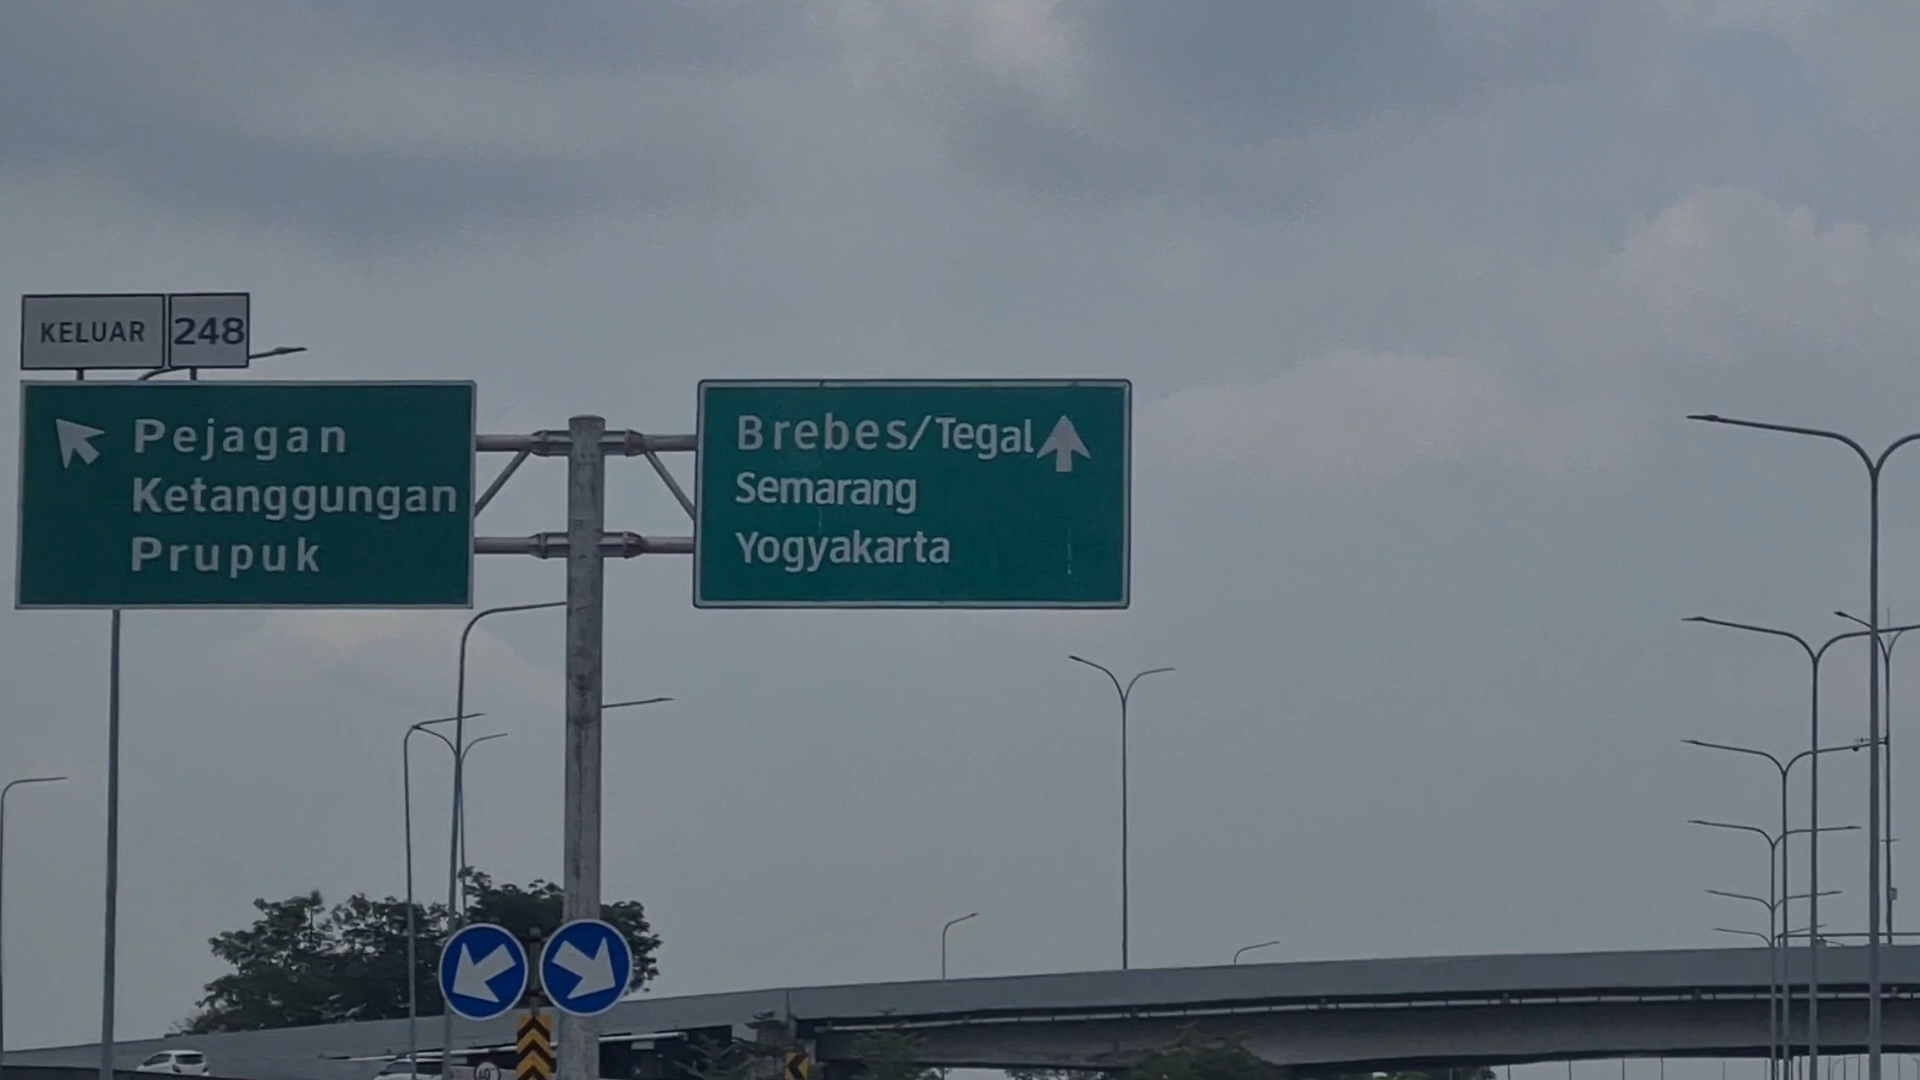 KELUAR 248
Pejagan
Ketanggungan
Prupuk
Brebes/Tegal
Semarang
Yogyakarta